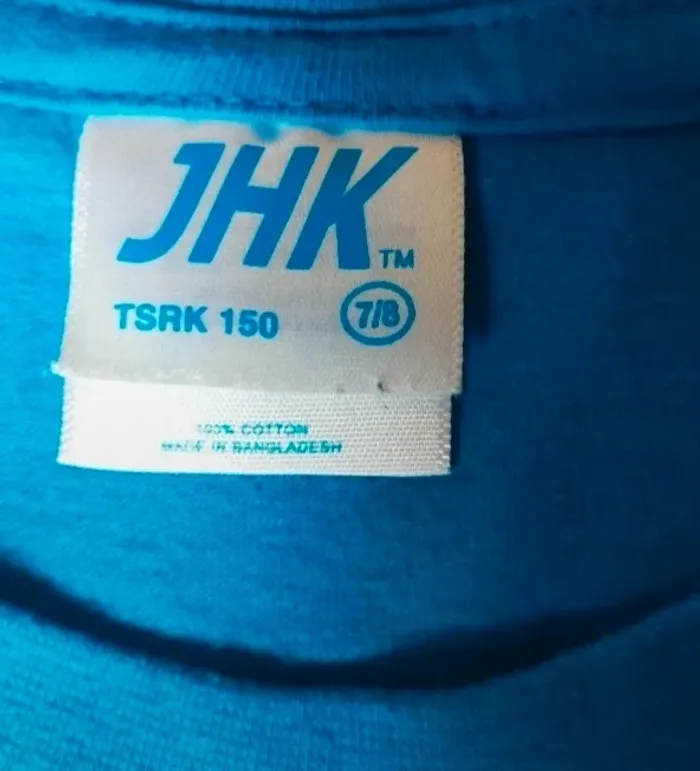 JHK TM
TSRK 150 7/8
100% COTTON
MADE IN BANGLADESH